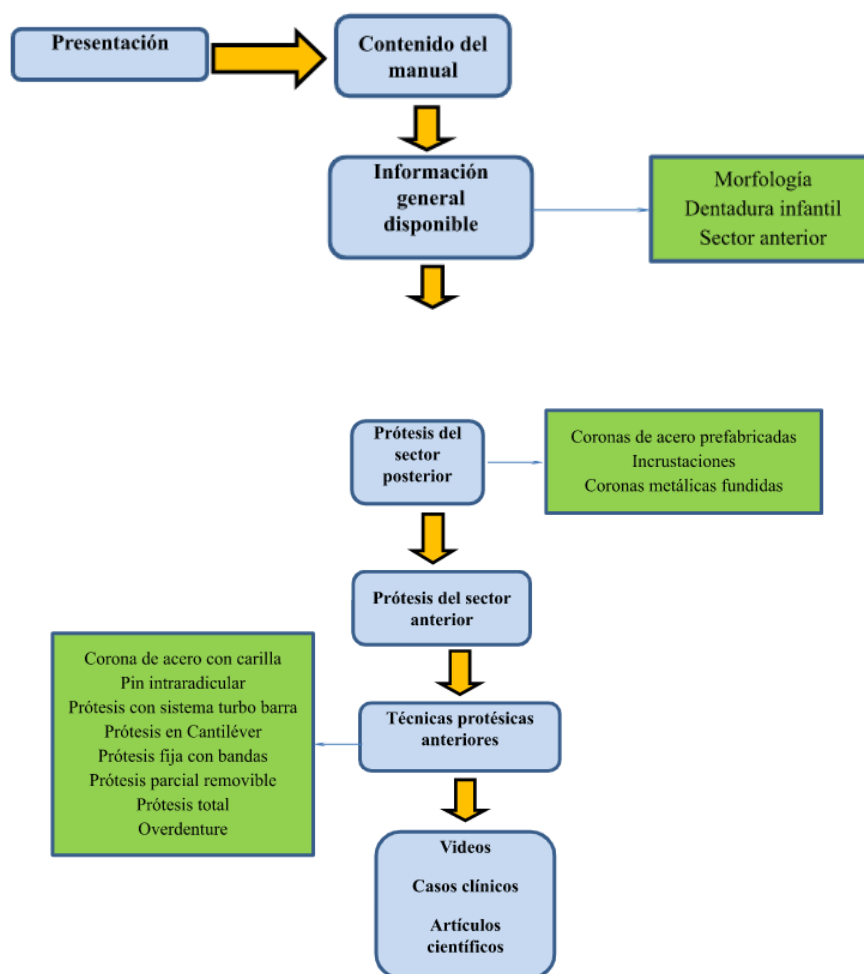 Presentación
Contenido del
manual
Información
general
disponible
Morfología
Dentadura infantil
Sector anterior
Prótesis del
sector
posterior
Coronas de acero prefabricadas
Incrustaciones
Coronas metálicas fundidas
Prótesis del sector
anterior
Corona de acero con carilla
Pin intraradicular
Prótesis con sistema turbo barra
Prótesis en Cantiléver
Prótesis fija con bandas
Prótesis parcial removible
Prótesis total
Overdenture
Técnicas protésicas
anteriores
Videos
Casos clínicos
Artículos
científicos